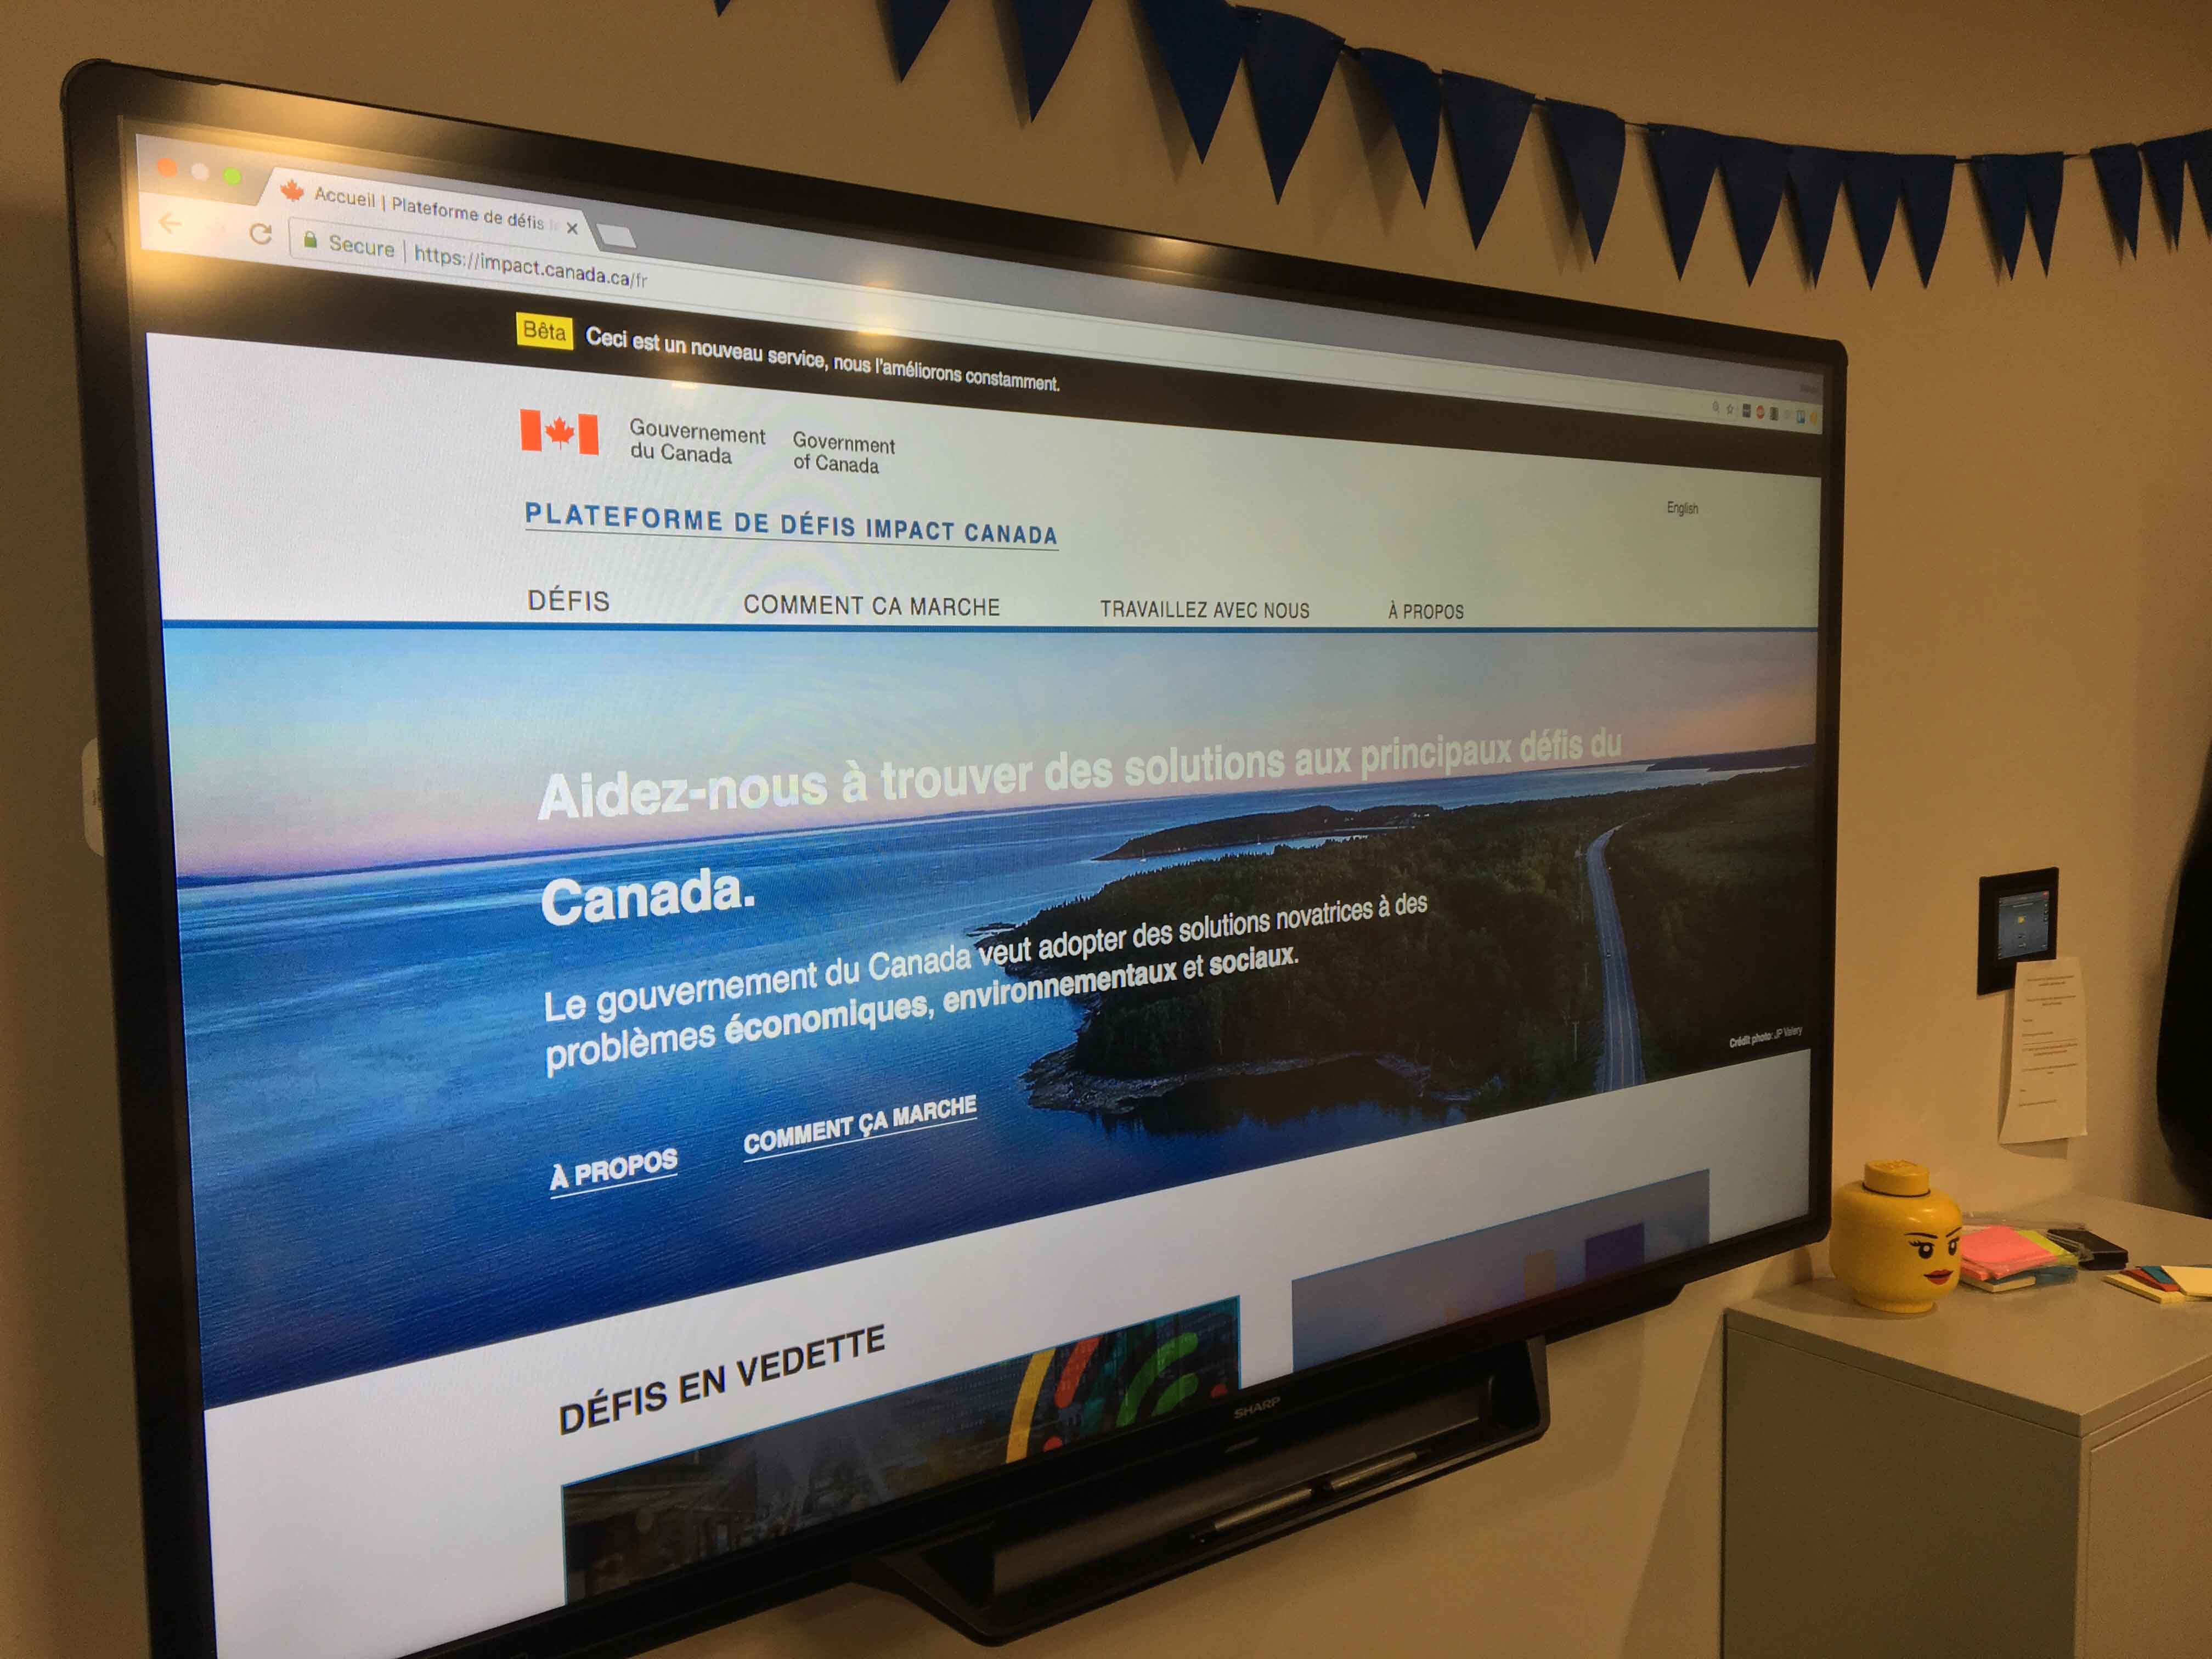 Accueil | Plateforme de défis
Secure | https://impact.canada.ca/fr
Bêta Ceci est un nouveau service, nous l'améliorons constamment.
Gouvernement du Canada
Government of Canada
English
PLATEFORME DE DÉFIS IMPACT CANADA
DÉFIS COMMENT CA MARCHE TRAVAILLEZ AVEC NOUS À PROPOS
Aidez-nous à trouver des solutions aux principaux défis du
Canada.
Le gouvernement du Canada veut adopter des solutions novatrices à des
problèmes économiques, environnementaux et sociaux.
Crédit photo: JP Valery
À PROPOS COMMENT ÇA MARCHE
DÉFIS EN VEDETTE
SHARP